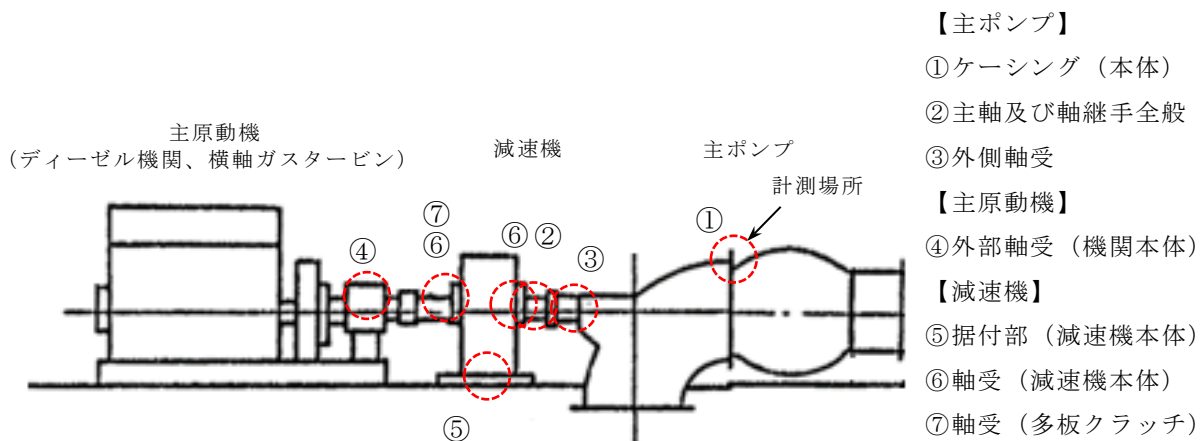 主原動機
(ディーゼル機関、横軸ガスタービン)
減速機
主ポンプ
計測場所
①
⑦
⑥
⑥
②
③
④
⑤
【主ポンプ】
①ケーシング(本体)
②主軸及び軸継手全般
③外側軸受
【主原動機】
④外部軸受(機関本体)
【減速機】
⑤据付部(減速機本体)
⑥軸受(減速機本体)
⑦軸受(多板クラッチ)